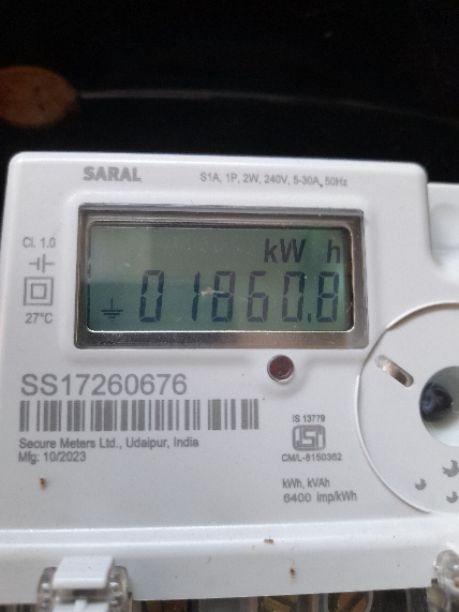 SARAL S1A, 1P, 2W, 240V, 5-30A, 50Hz
Cl. 1.0
kW h
01860.8
27°C
SS17260676
Secure Meters Ltd., Udaipur, India
Mfg: 10/2023
IS 13779
CM/L-8150362
kWh, kVAh
6400 imp/kWh